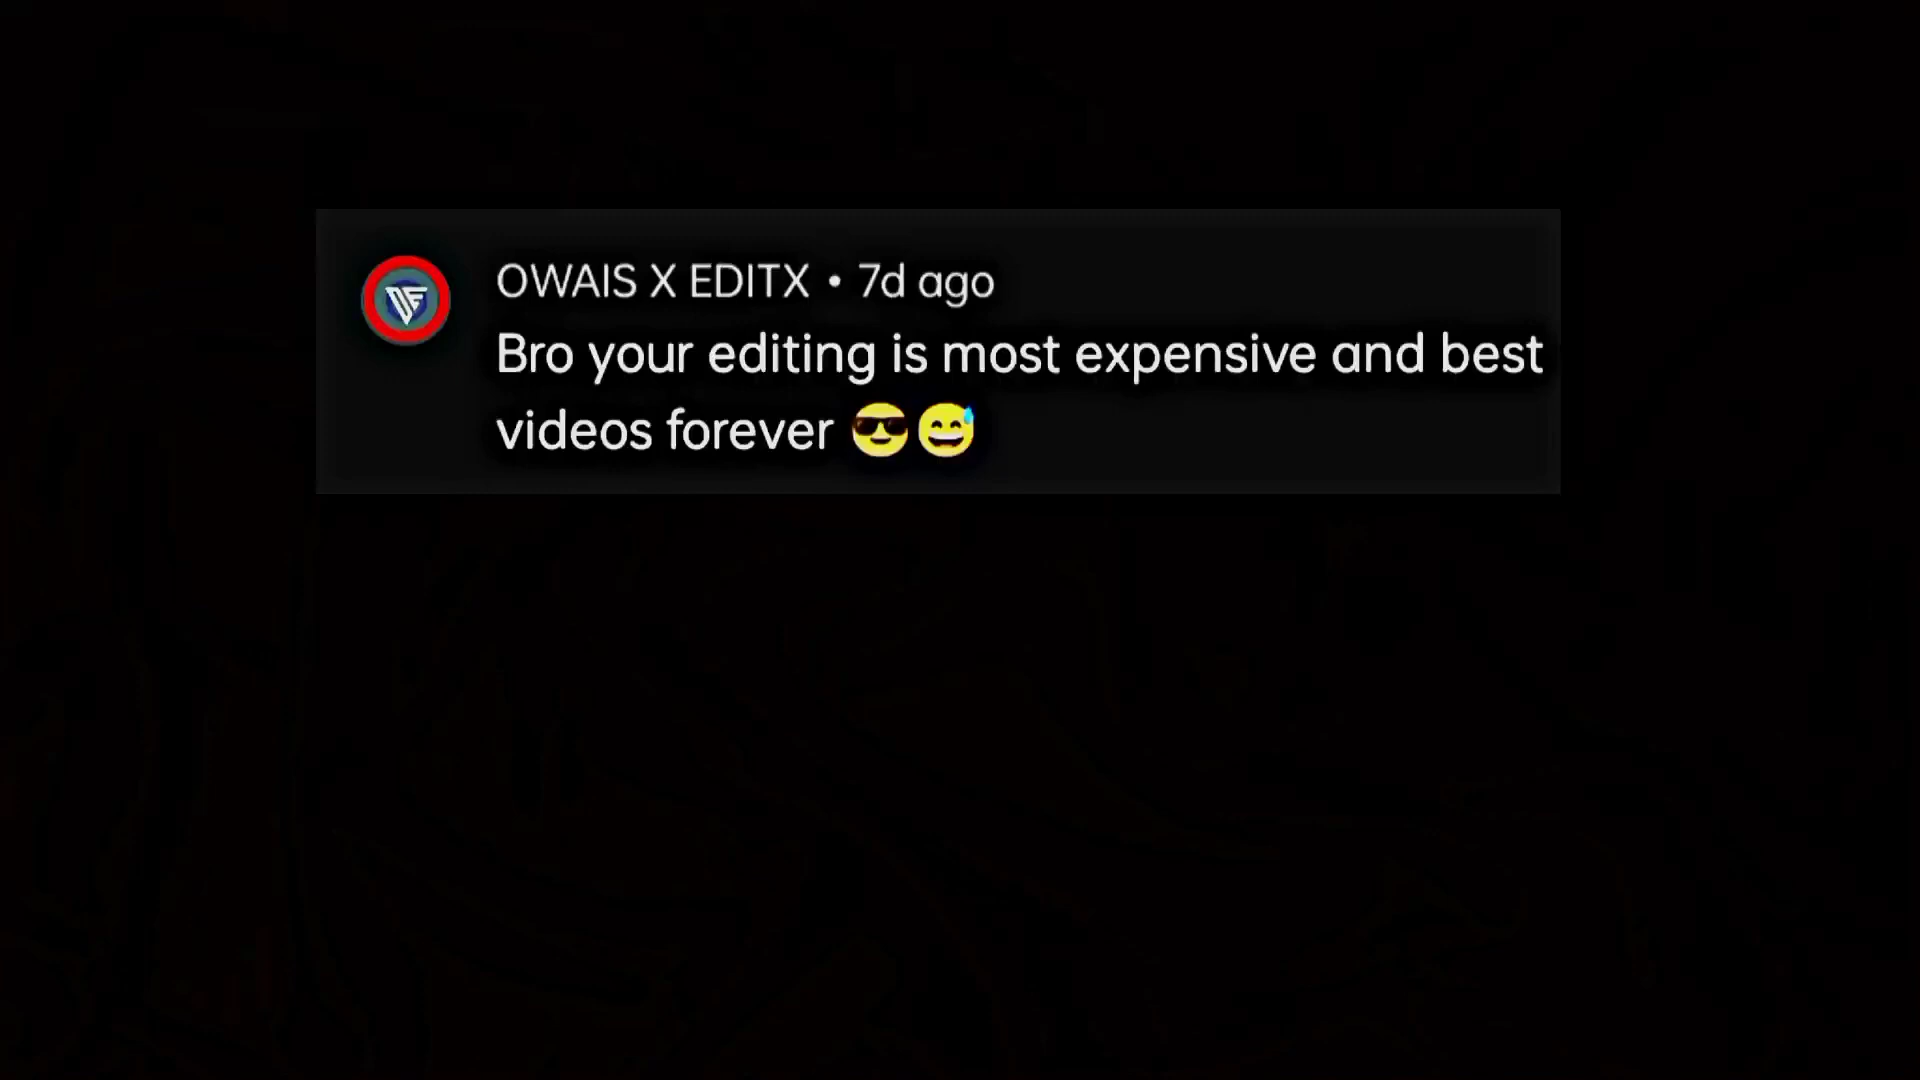 OWAIS X EDITX • 7d ago
Bro your editing is most expensive and best
videos forever 😎😅